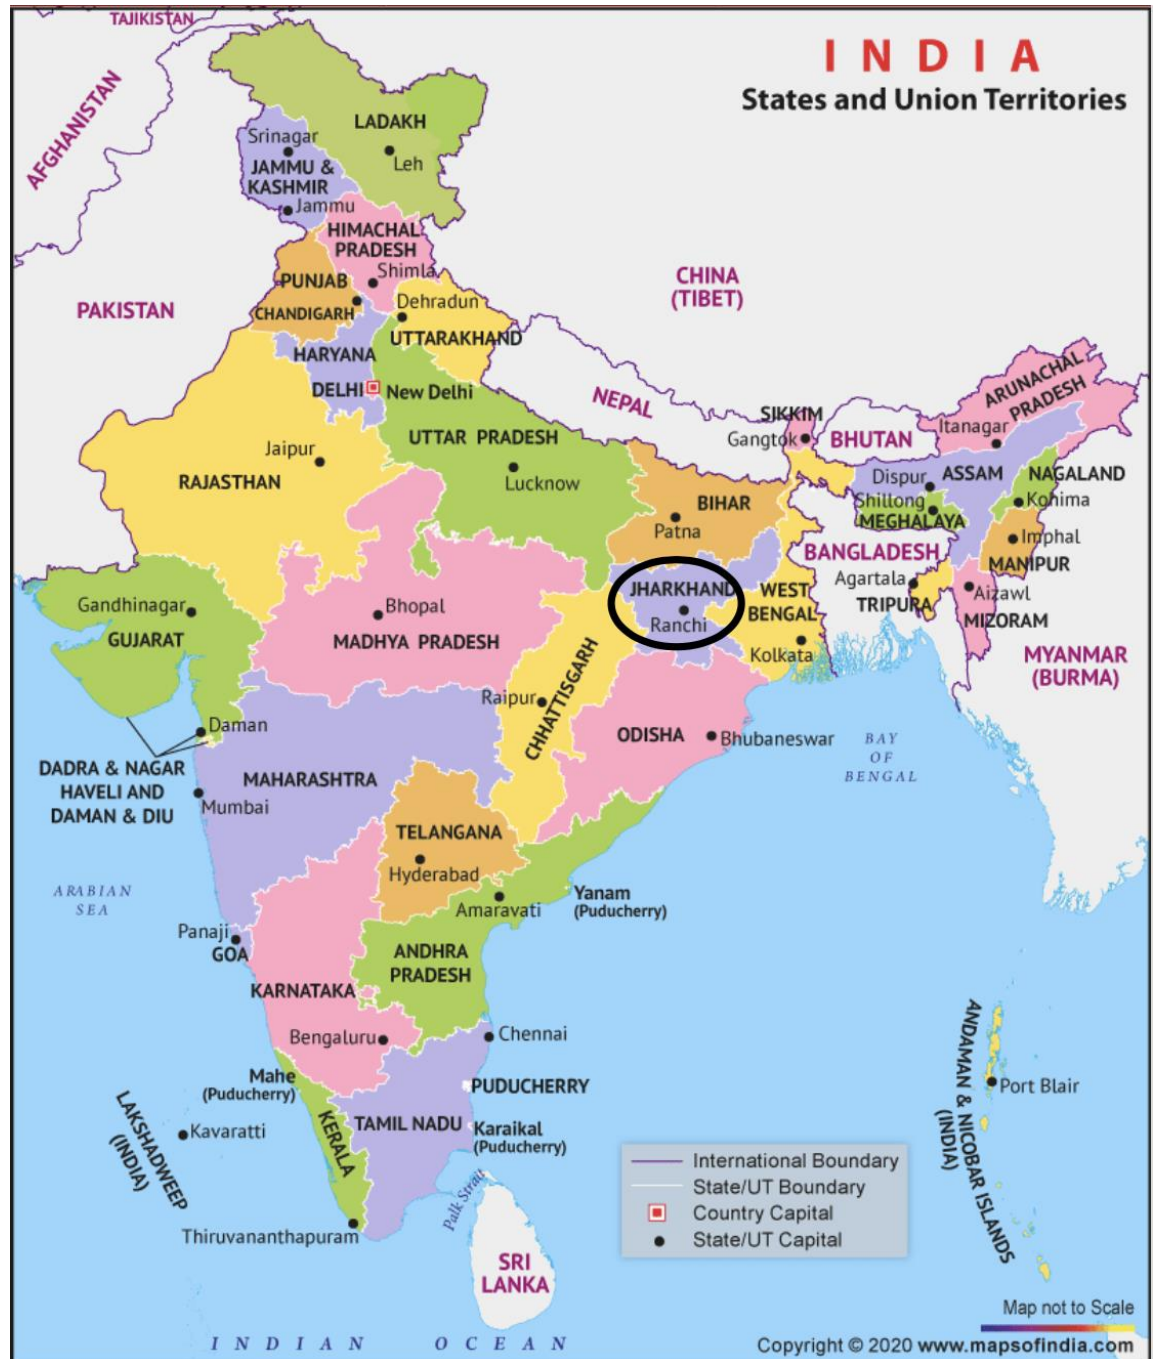 TAJIKISTAN
I N D I A
States and Union Territories
AFGHANISTAN
LADAKH
Srinagar
Leh
JAMMU &
KASHMIR
Jammu
HIMACHAL
PRADESH
Shimla
PUNJAB
CHANDIGARH
Dehradun
UTTARAKHAND
CHINA
(TIBET)
PAKISTAN
HARYANA
DELHI
New Delhi
NEPAL
SIKKIM
Gangtok
BHUTAN
ARUNACHAL
PRADESH
Itanagar
UTTAR PRADESH
Lucknow
Jaipur
RAJASTHAN
BIHAR
Patna
Dispur
ASSAM
NAGALAND
Shillong
Kohima
MEGHALAYA
Imphal
MANIPUR
BANGLADESH
Agartala
TRIPURA
Aizawl
MIZORAM
JHARKHAND
Ranchi
WEST
BENGAL
Kolkata
MYANMAR
(BURMA)
Gandhinagar
GUJARAT
Bhopal
MADHYA PRADESH
Raipur
CHHATTISGARH
ODISHA
Bhubaneswar
BAY
OF
BENGAL
Daman
DADRA & NAGAR
HAVELI AND
DAMAN & DIU
MAHARASHTRA
Mumbai
TELANGANA
Hyderabad
ARABIAN
SEA
Amaravati
Yanam
(Puducherry)
Panaji
GOA
ANDHRA
PRADESH
KARNATAKA
Bengaluru
Chennai
Mahe
(Puducherry)
PUDUCHERRY
KERALA
TAMIL NADU
Karaikal
(Puducherry)
LAKSHADWEEP
(INDIA)
Kavaratti
Thiruvananthapuram
Palk Strait
SRI
LANKA
ANDAMAN & NICOBAR ISLANDS
(INDIA)
Port Blair
International Boundary
State/UT Boundary
Country Capital
State/UT Capital
Map not to Scale
I N D I A N O C E A N
Copyright © 2020 www.mapsofindia.com